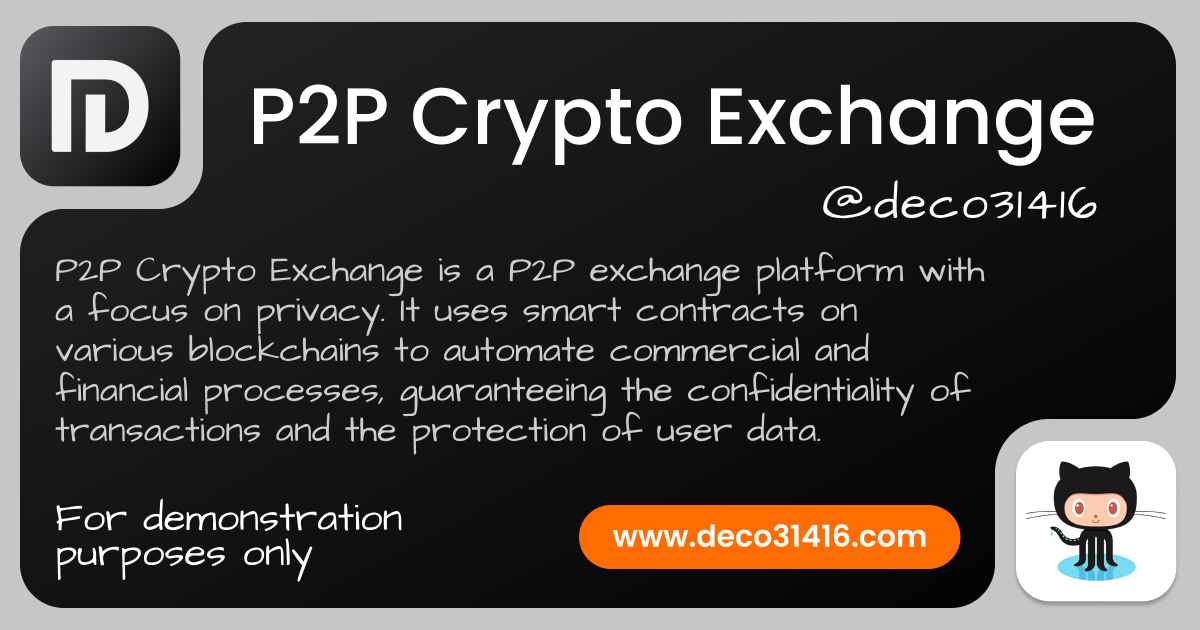 P2P Crypto Exchange
@deco31416
P2P Crypto Exchange is a P2P exchange platform with
a focus on privacy. It uses smart contracts on
various blockchains to automate commercial and
financial processes, guaranteeing the confidentiality of
transactions and the protection of user data.
For demonstration
purposes only
www.deco31416.com